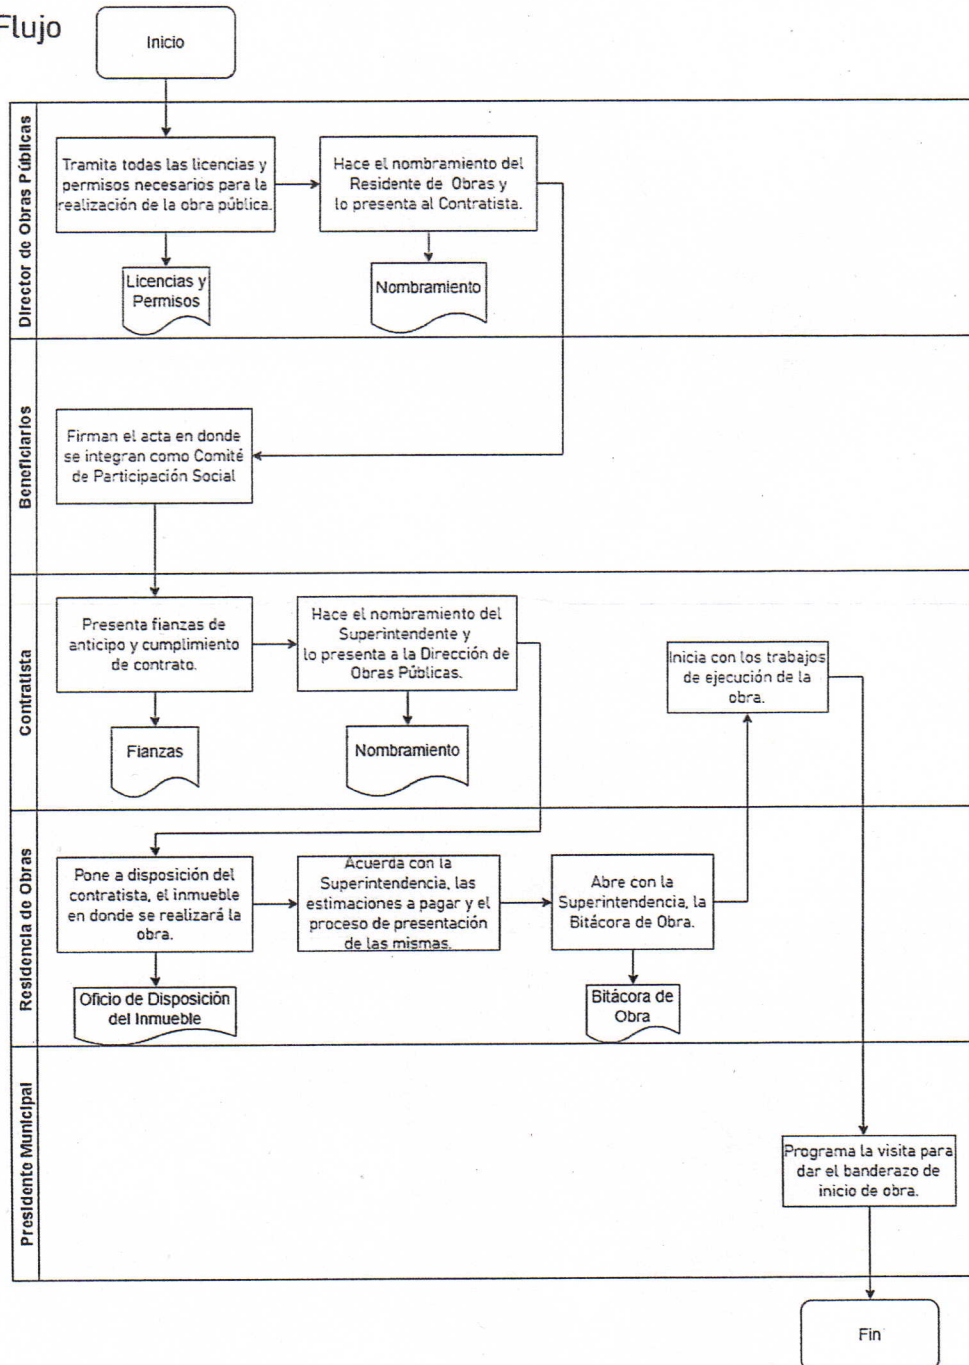 Flujo
Inicio
Director de Obras Públicas
Tramita todas las licencias y
permisos necesarios para la
realización de la obra pública.
Hace el nombramiento del
Residente de Obras y
lo presenta al Contratista.
Licencias y
Permisos
Nombramiento
Beneficiarios
Firman el acta en donde
se integran como Comité
de Participación Social
Contratista
Presenta fianzas de
anticipo y cumplimiento
de contrato.
Hace el nombramiento del
Superintendente y
lo presenta a la Dirección de
Obras Públicas.
Inicia con los trabajos
de ejecución de la
obra.
Fianzas
Nombramiento
Residencia de Obras
Pone a disposición del
contratista, el inmueble
en donde se realizará la
obra.
Acuerda con la
Superintendencia, las
estimaciones a pagar y el
proceso de presentación
de las mismas.
Abre con la
Superintendencia, la
Bitácora de Obra.
Oficio de Disposición
del Inmueble
Bitácora de
Obra
Presidente Municipal
Programa la visita para
dar el banderazo de
inicio de obra.
Fin